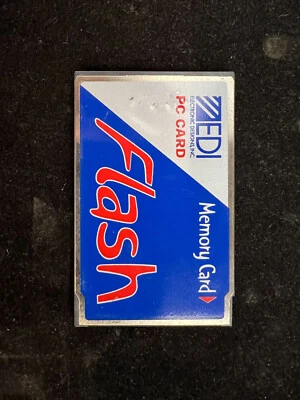 EDI
ELECTRONIC DESIGNS, INC.
PC CARD
Flash
Memory Card